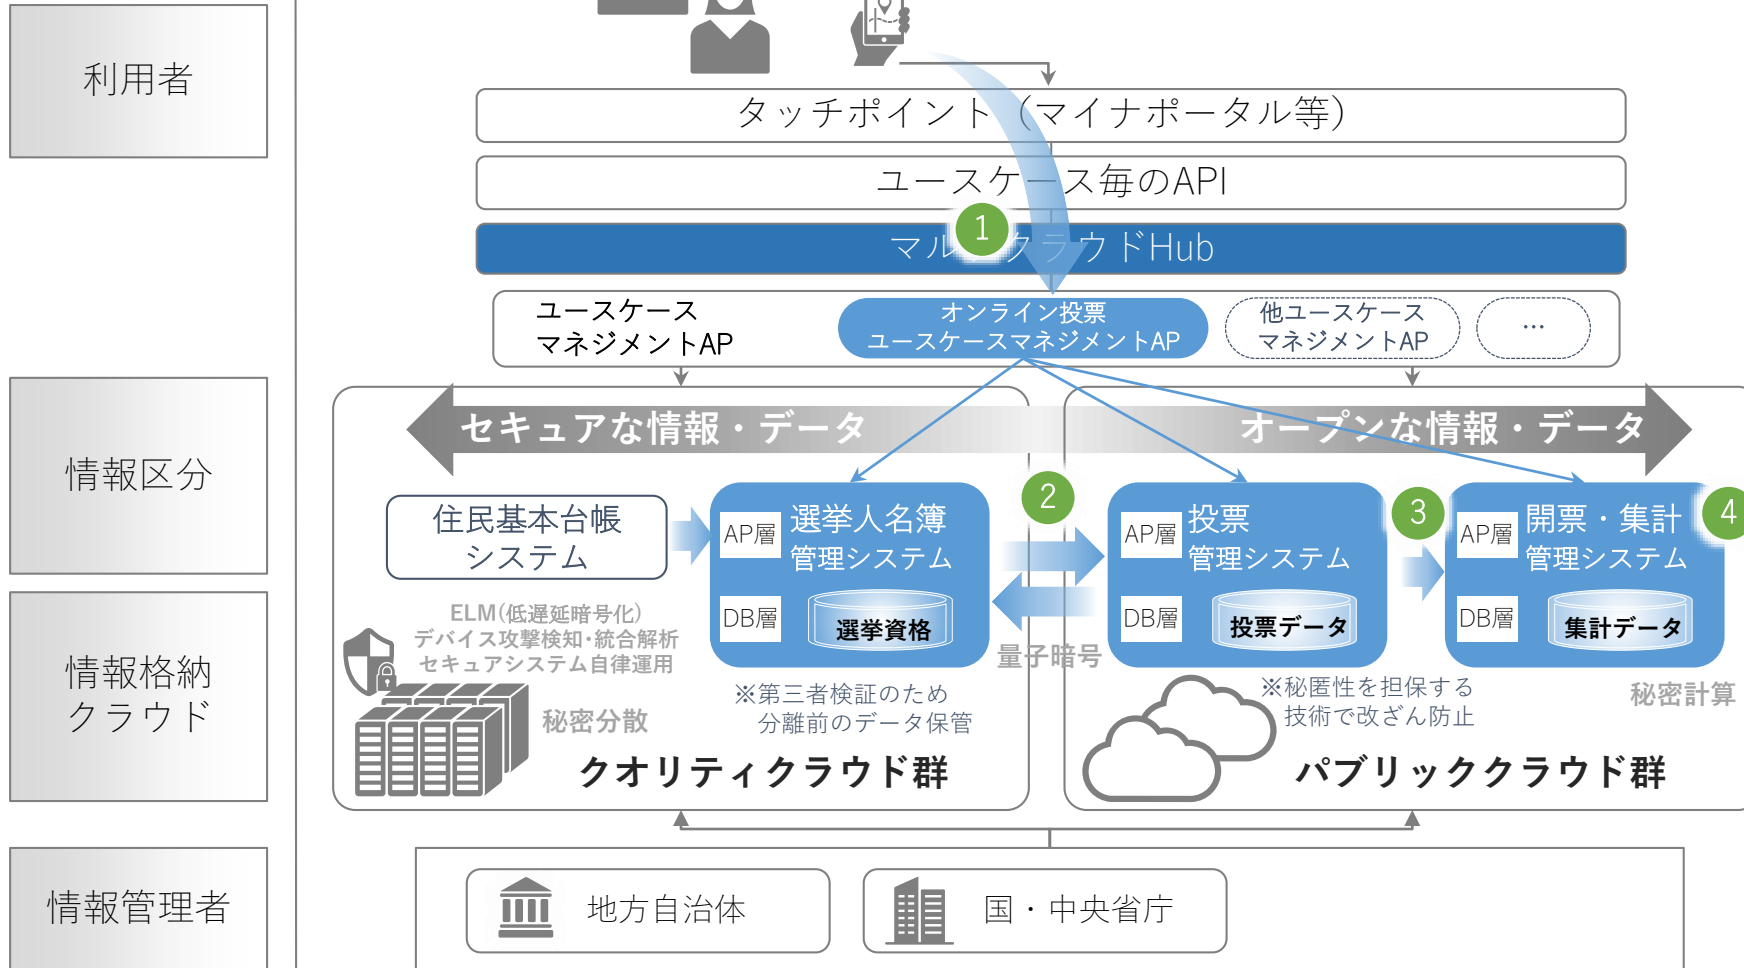 利用者
タッチポイント（マイナポータル等）
ユースケース毎のAPI
1
マルチクラウドHub
ユースケース
マネジメントAP
オンライン投票
ユースケースマネジメントAP
他ユースケース
マネジメントAP
…
情報区分
セキュアな情報・データ
オープンな情報・データ
住民基本台帳
システム
AP層
選挙人名簿
管理システム
DB層
選挙資格
2
AP層
投票
管理システム
DB層
投票データ
3
AP層
開票・集計
管理システム
DB層
集計データ
4
情報格納
クラウド
ELM(低遅延暗号化)
デバイス攻撃検知･統合解析
セキュアシステム自律運用
秘密分散
※第三者検証のため
分離前のデータ保管
クオリティクラウド群
量子暗号
※秘匿性を担保する
技術で改ざん防止
秘密計算
パブリッククラウド群
情報管理者
地方自治体
国・中央省庁